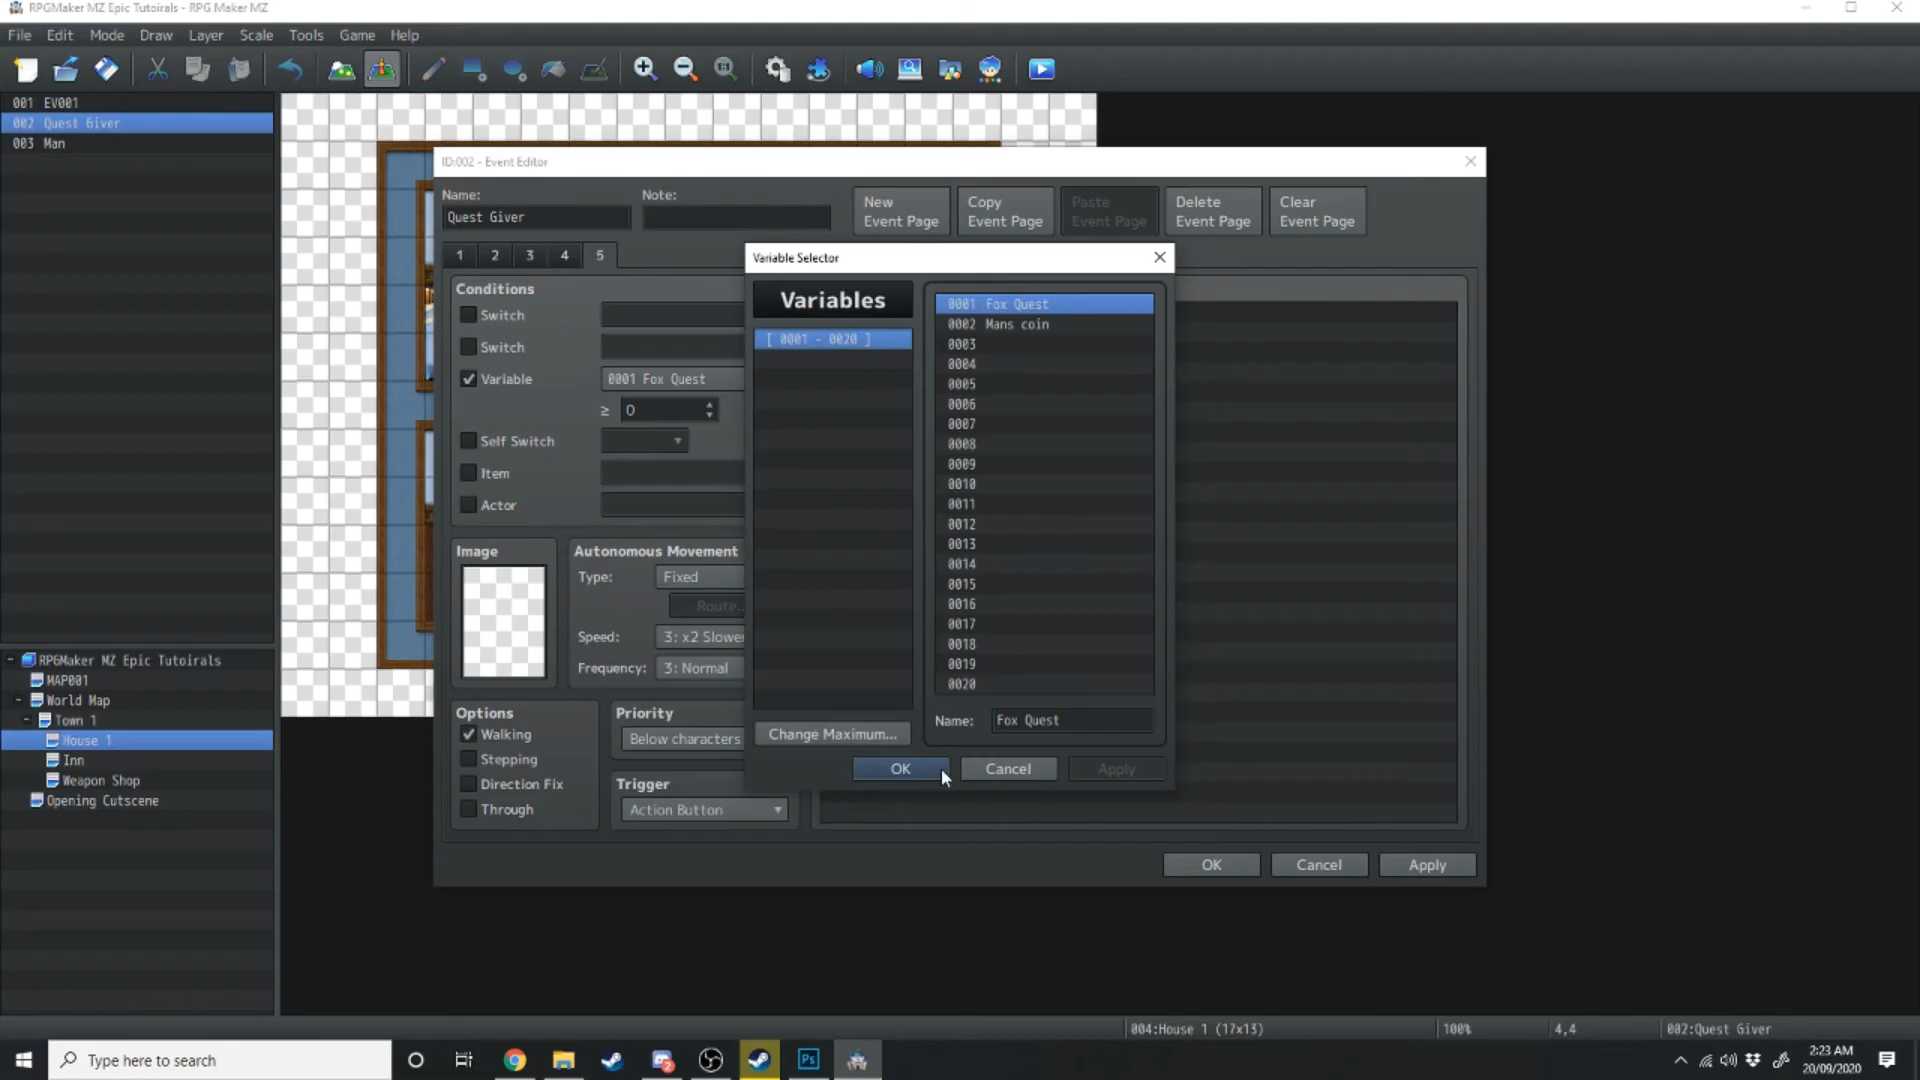 RPGMaker MZ Epic Tutoirals - RPG Maker MZ
File Edit Mode Draw Layer Scale Tools Game Help
001 EV001
002 Quest Giver
003 Man
ID:002 - Event Editor
Name:
Note:
Quest Giver
New Event Page
Copy Event Page
Paste Event Page
Delete Event Page
Clear Event Page
1 2 3 4 5
Conditions
Switch
Switch
Variable 0001 Fox Quest
≥ 0
Self Switch
Item
Actor
Image
Autonomous Movement
Type: Fixed
Route..
Speed: 3: x2 Slower
Frequency: 3: Normal
Options
Walking
Stepping
Direction Fix
Through
Priority
Below characters
Trigger
Action Button
Variable Selector
Variables
[ 0001 - 0020 ]
Change Maximum...
0001 Fox Quest
0002 Mans coin
0003
0004
0005
0006
0007
0008
0009
0010
0011
0012
0013
0014
0015
0016
0017
0018
0019
0020
Name: Fox Quest
OK Cancel Apply
OK Cancel Apply
RPGMaker MZ Epic Tutoirals
MAP001
World Map
Town 1
House 1
Inn
Weapon Shop
Opening Cutscene
004:House 1 (17x13) 100% 4,4 002:Quest Giver
Type here to search
Ps
2:23 AM
20/09/2020